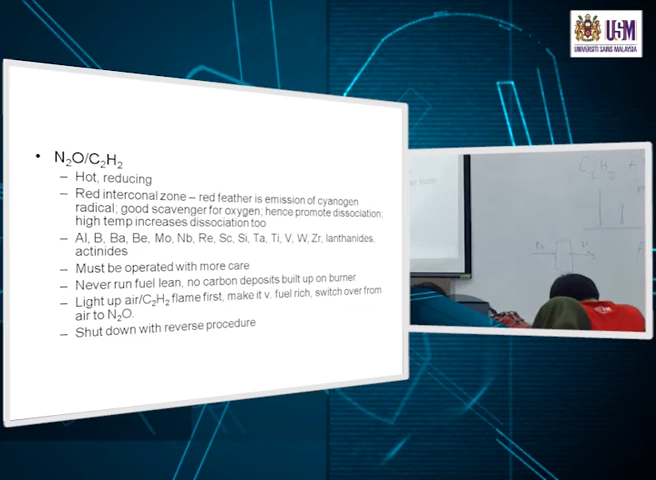 USM
UNIVERSITI SAINS MALAYSIA
• N₂O/C₂H₂
– Hot, reducing
– Red interconal zone – red feather is emission of cyanogen
radical; good scavenger for oxygen; hence promote dissociation;
high temp increases dissociation too
– Al, B, Ba, Be, Mo, Nb, Re, Sc, Si, Ta, Ti, V, W, Zr, lanthanides,
actinides
– Must be operated with more care
– Never run fuel lean, no carbon deposits built up on burner
– Light up air/C₂H₂ flame first, make it v. fuel rich, switch over from
air to N₂O.
– Shut down with reverse procedure
C₂H₂ +